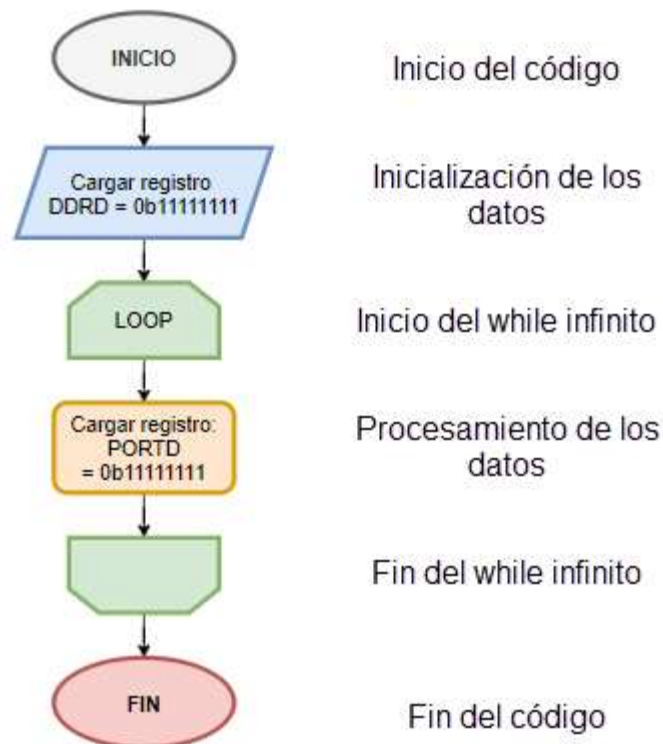 INICIO
Inicio del código
Cargar registro
DDRD = 0b11111111
Inicialización de los
datos
LOOP
Inicio del while infinito
Cargar registro:
PORTD
= 0b11111111
Procesamiento de los
datos
Fin del while infinito
FIN
Fin del código